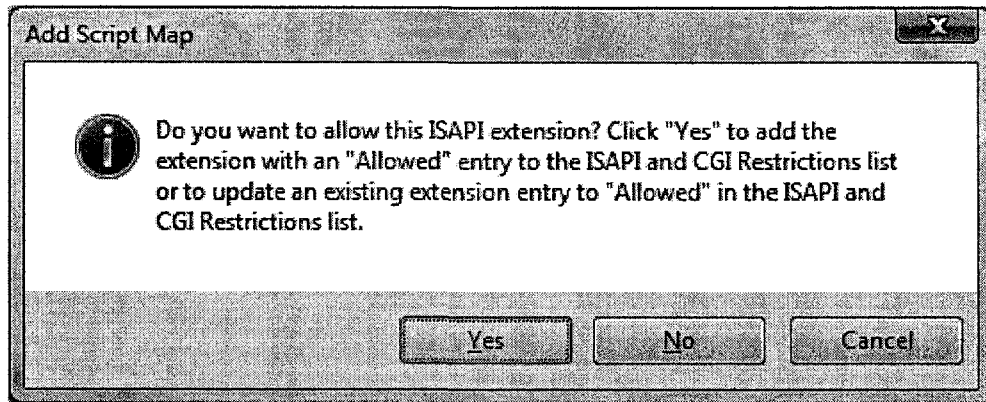 Add Script Map
Do you want to allow this ISAPI extension? Click "Yes" to add the
extension with an "Allowed" entry to the ISAPI and CGI Restrictions list
or to update an existing extension entry to "Allowed" in the ISAPI and
CGI Restrictions list.
Yes No Cancel